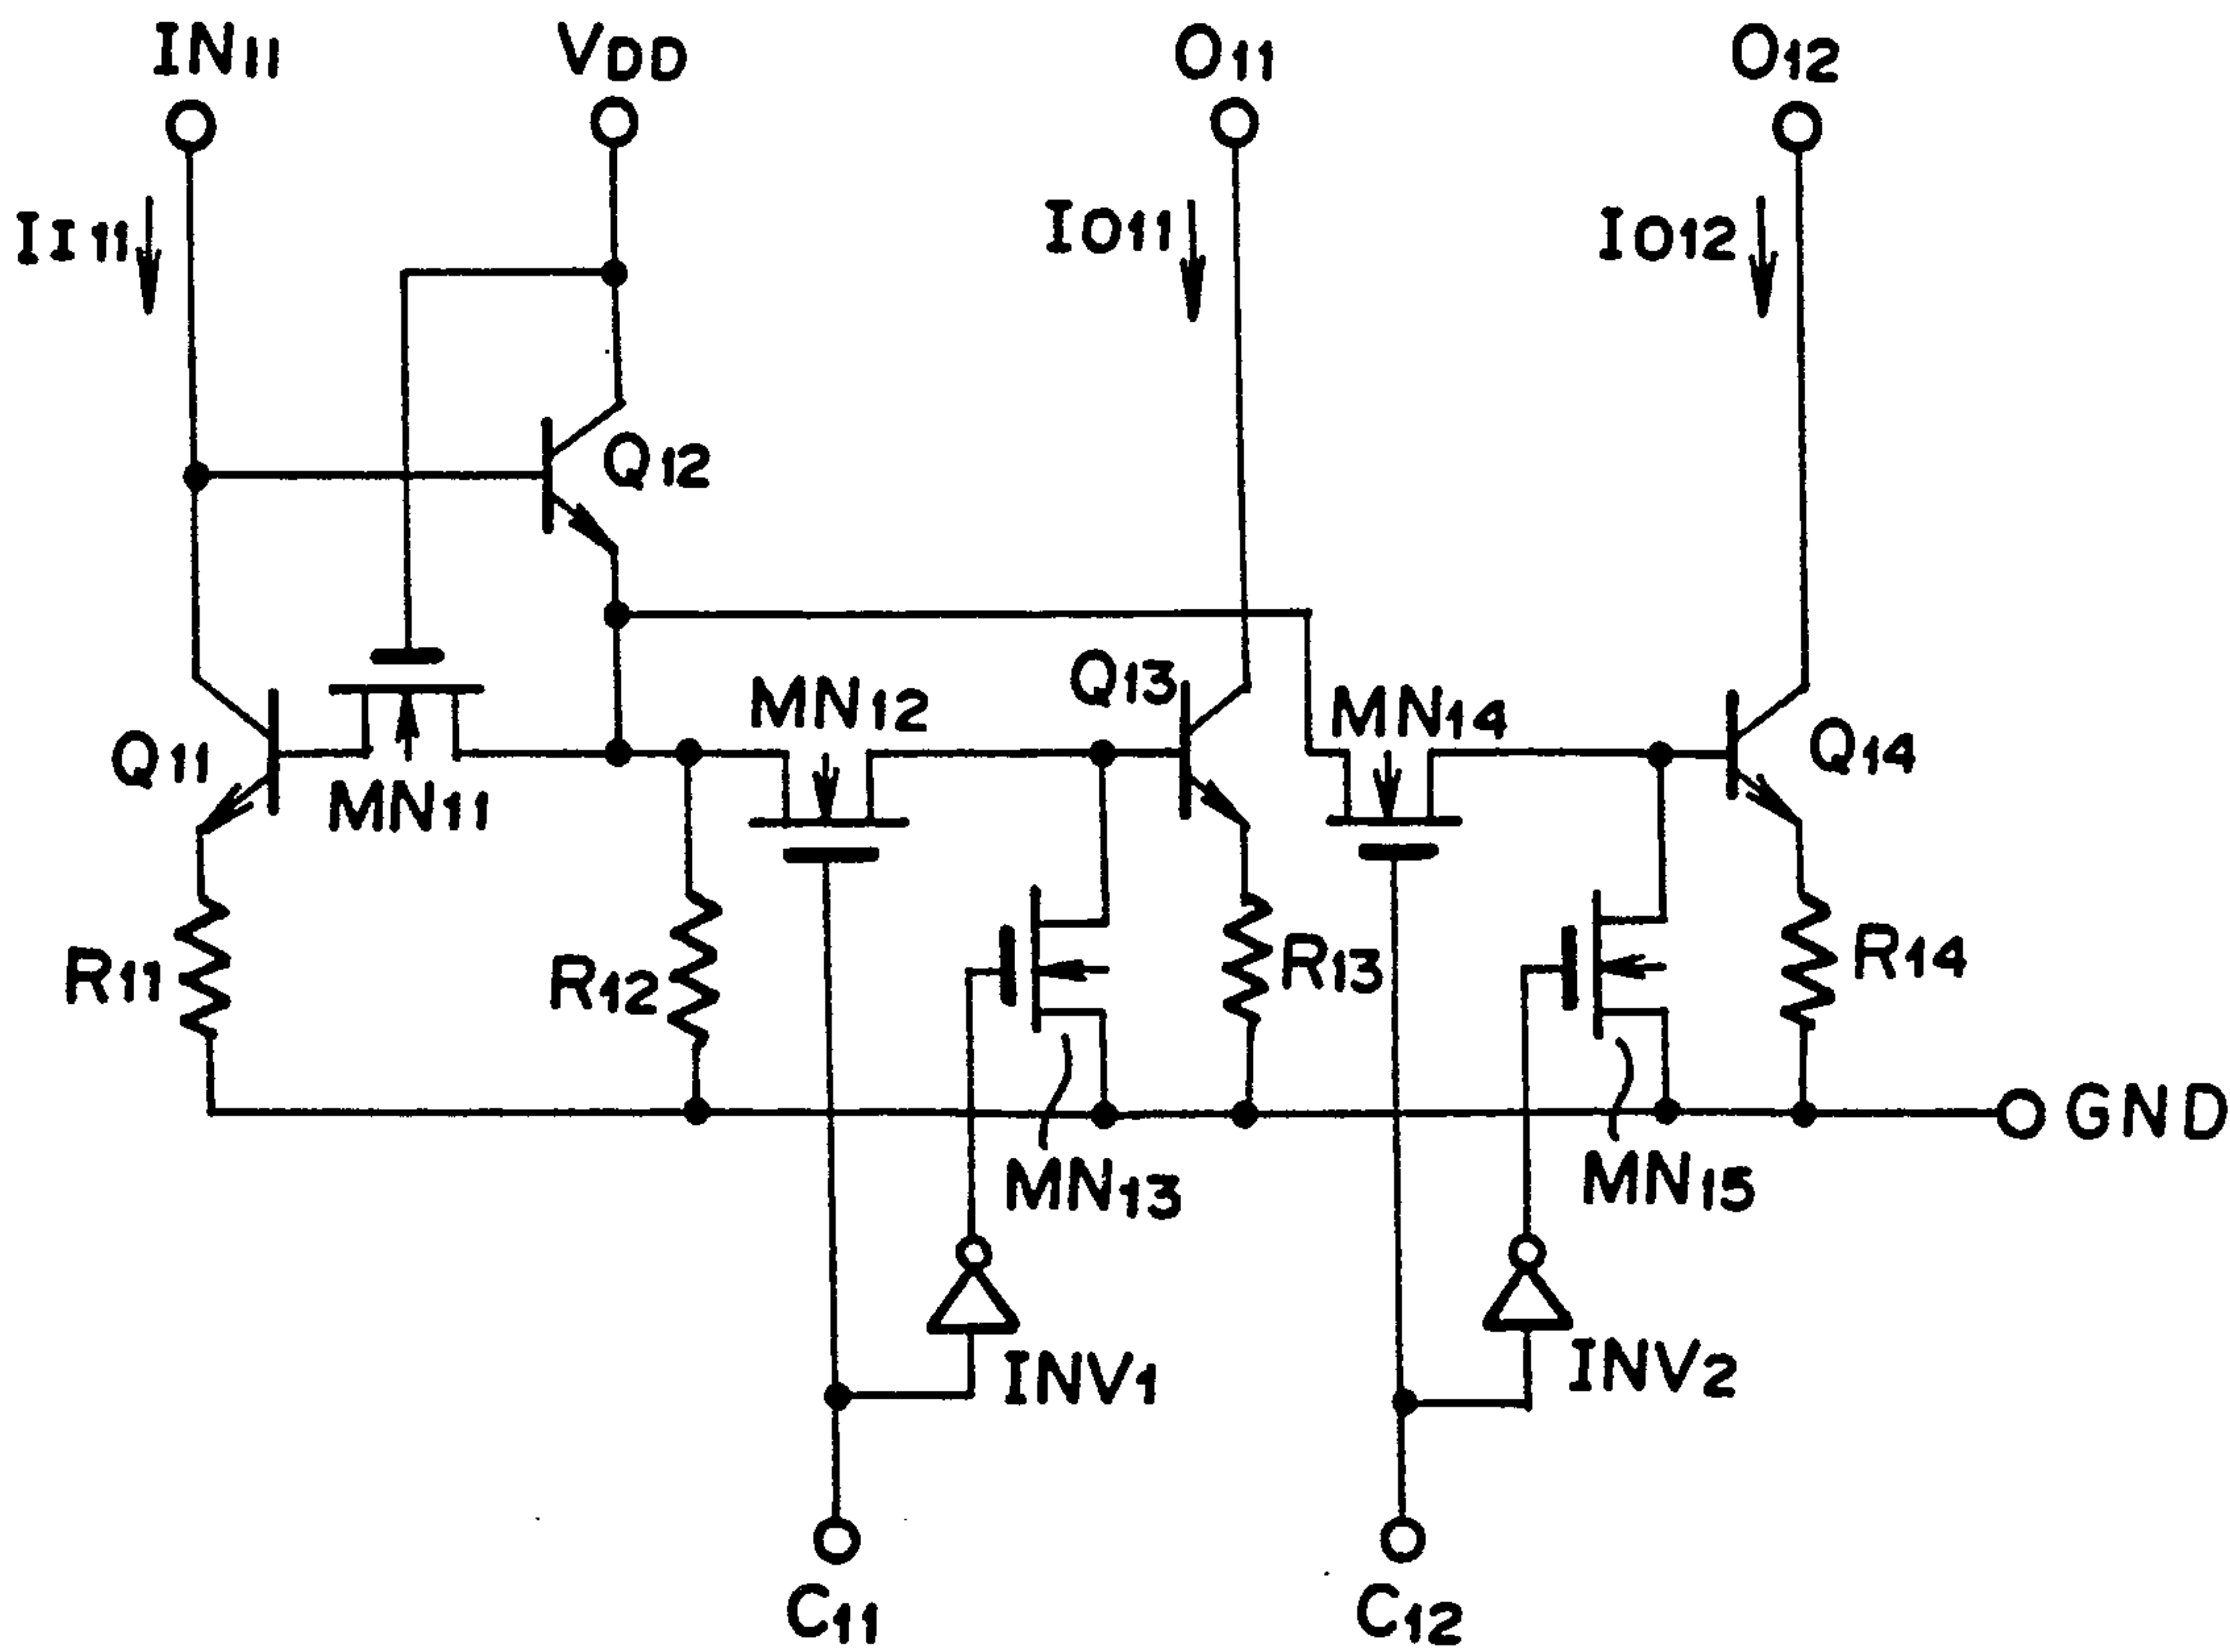 IN11
VDD
O11
O12
II11
IO11
IO12
Q12
Q13
MN12
MN14
Q11
Q14
MN11
R11
R12
R13
R14
GND
MN13
MN15
INV1
INV2
C11
C12